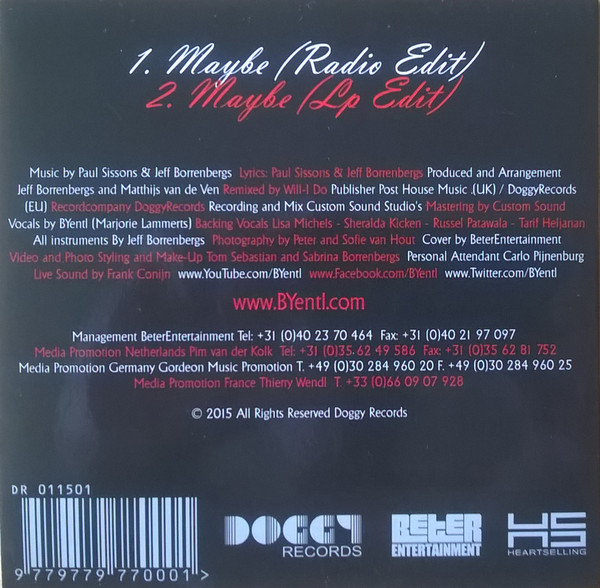 1. Maybe (Radio Edit)
2. Maybe (Lp Edit)
Music by Paul Sissons & Jeff Borrenbergs Lyrics: Paul Sissons & Jeff Borrenbergs Produced and Arrangement
Jeff Borrenbergs and Matthijs van de Ven Remixed by Will-I Do Publisher Post House Music .(UK) / DoggyRecords
(EU) Recordcompany DoggyRecords Recording and Mix Custom Sound Studio's Mastering by Custom Sound
Vocals by BYentl (Marjorie Lammerts) Backing Vocals Lisa Michels - Sheralda Kicken - Russel Patawala - Tarif Heljanan
All instruments By Jeff Borrenbergs Photography by Peter and Sofie van Hout Cover by BeterEntertainment
Video and Photo Styling and Make-Up Tom Sebastian and Sabrina Borrenbergs Personal Attendant Carlo Pijnenburg
Live Sound by Frank Conijn www.YouTube.com/BYentl www.Facebook.com/BYentl www.Twitter.com/BYentl
www.BYentl.com
Management BeterEntertainment Tel: +31 (0)40 23 70 464 Fax: +31 (0)40 21 97 097
Media Promotion Netherlands Pim van der Kolk Tel: +31 (0)35. 62 49 586 Fax: +31 (0)35 62 81 752
Media Promotion Germany Gordeon Music Promotion T. +49 (0)30 284 960 20 F. +49 (0)30 284 960 25
Media Promotion France Thierry Wendl T. +33 (0)66 09 07 928
© 2015 All Rights Reserved Doggy Records
DR 011501
9 779779 770001 >
DOGGY
RECORDS
BETER
ENTERTAINMENT
HS
HEARTSELLING